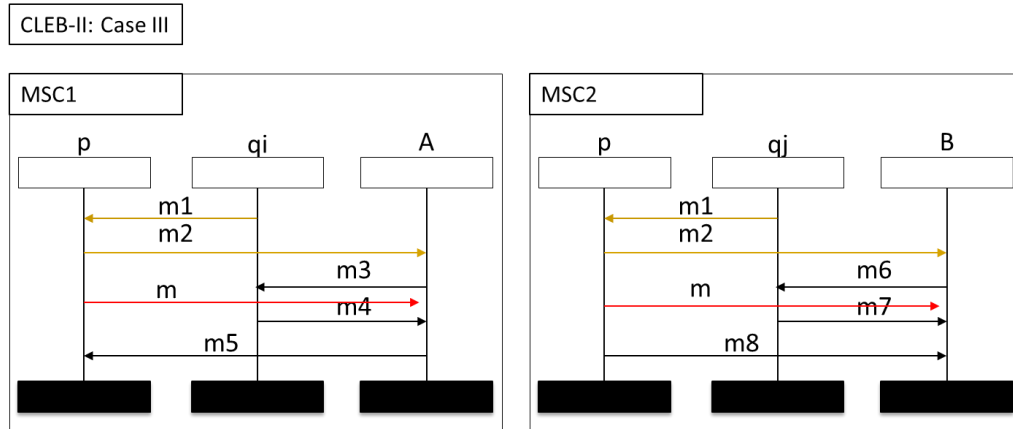 CLEB-II: Case III
MSC1
p qi A
m1
m2
m3
m
m4
m5
MSC2
p qj B
m1
m2
m6
m
m7
m8